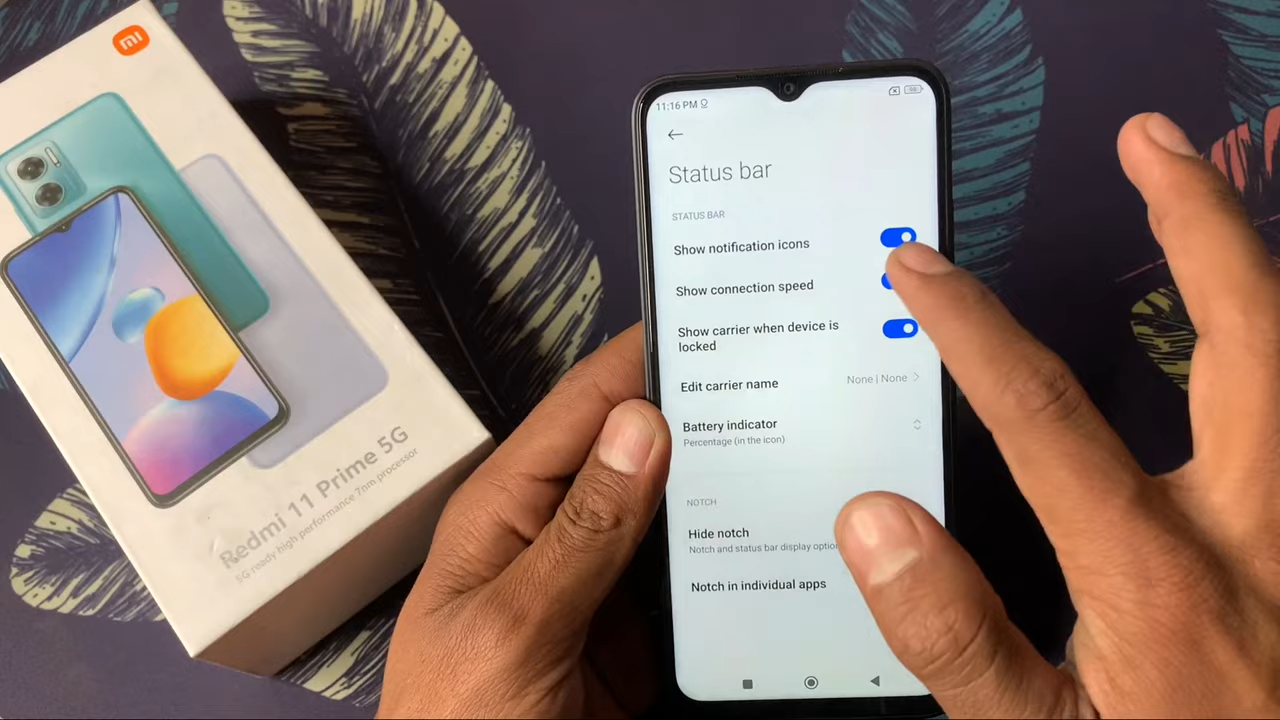 Redmi 11 Prime 5G
5G ready high performance 7nm processor
11:16 PM
Status bar
STATUS BAR
Show notification icons
Show connection speed
Show carrier when device is
locked
Edit carrier name
None | None
Battery indicator
Percentage (in the icon)
NOTCH
Hide notch
Notch and status bar display
Notch in individual apps